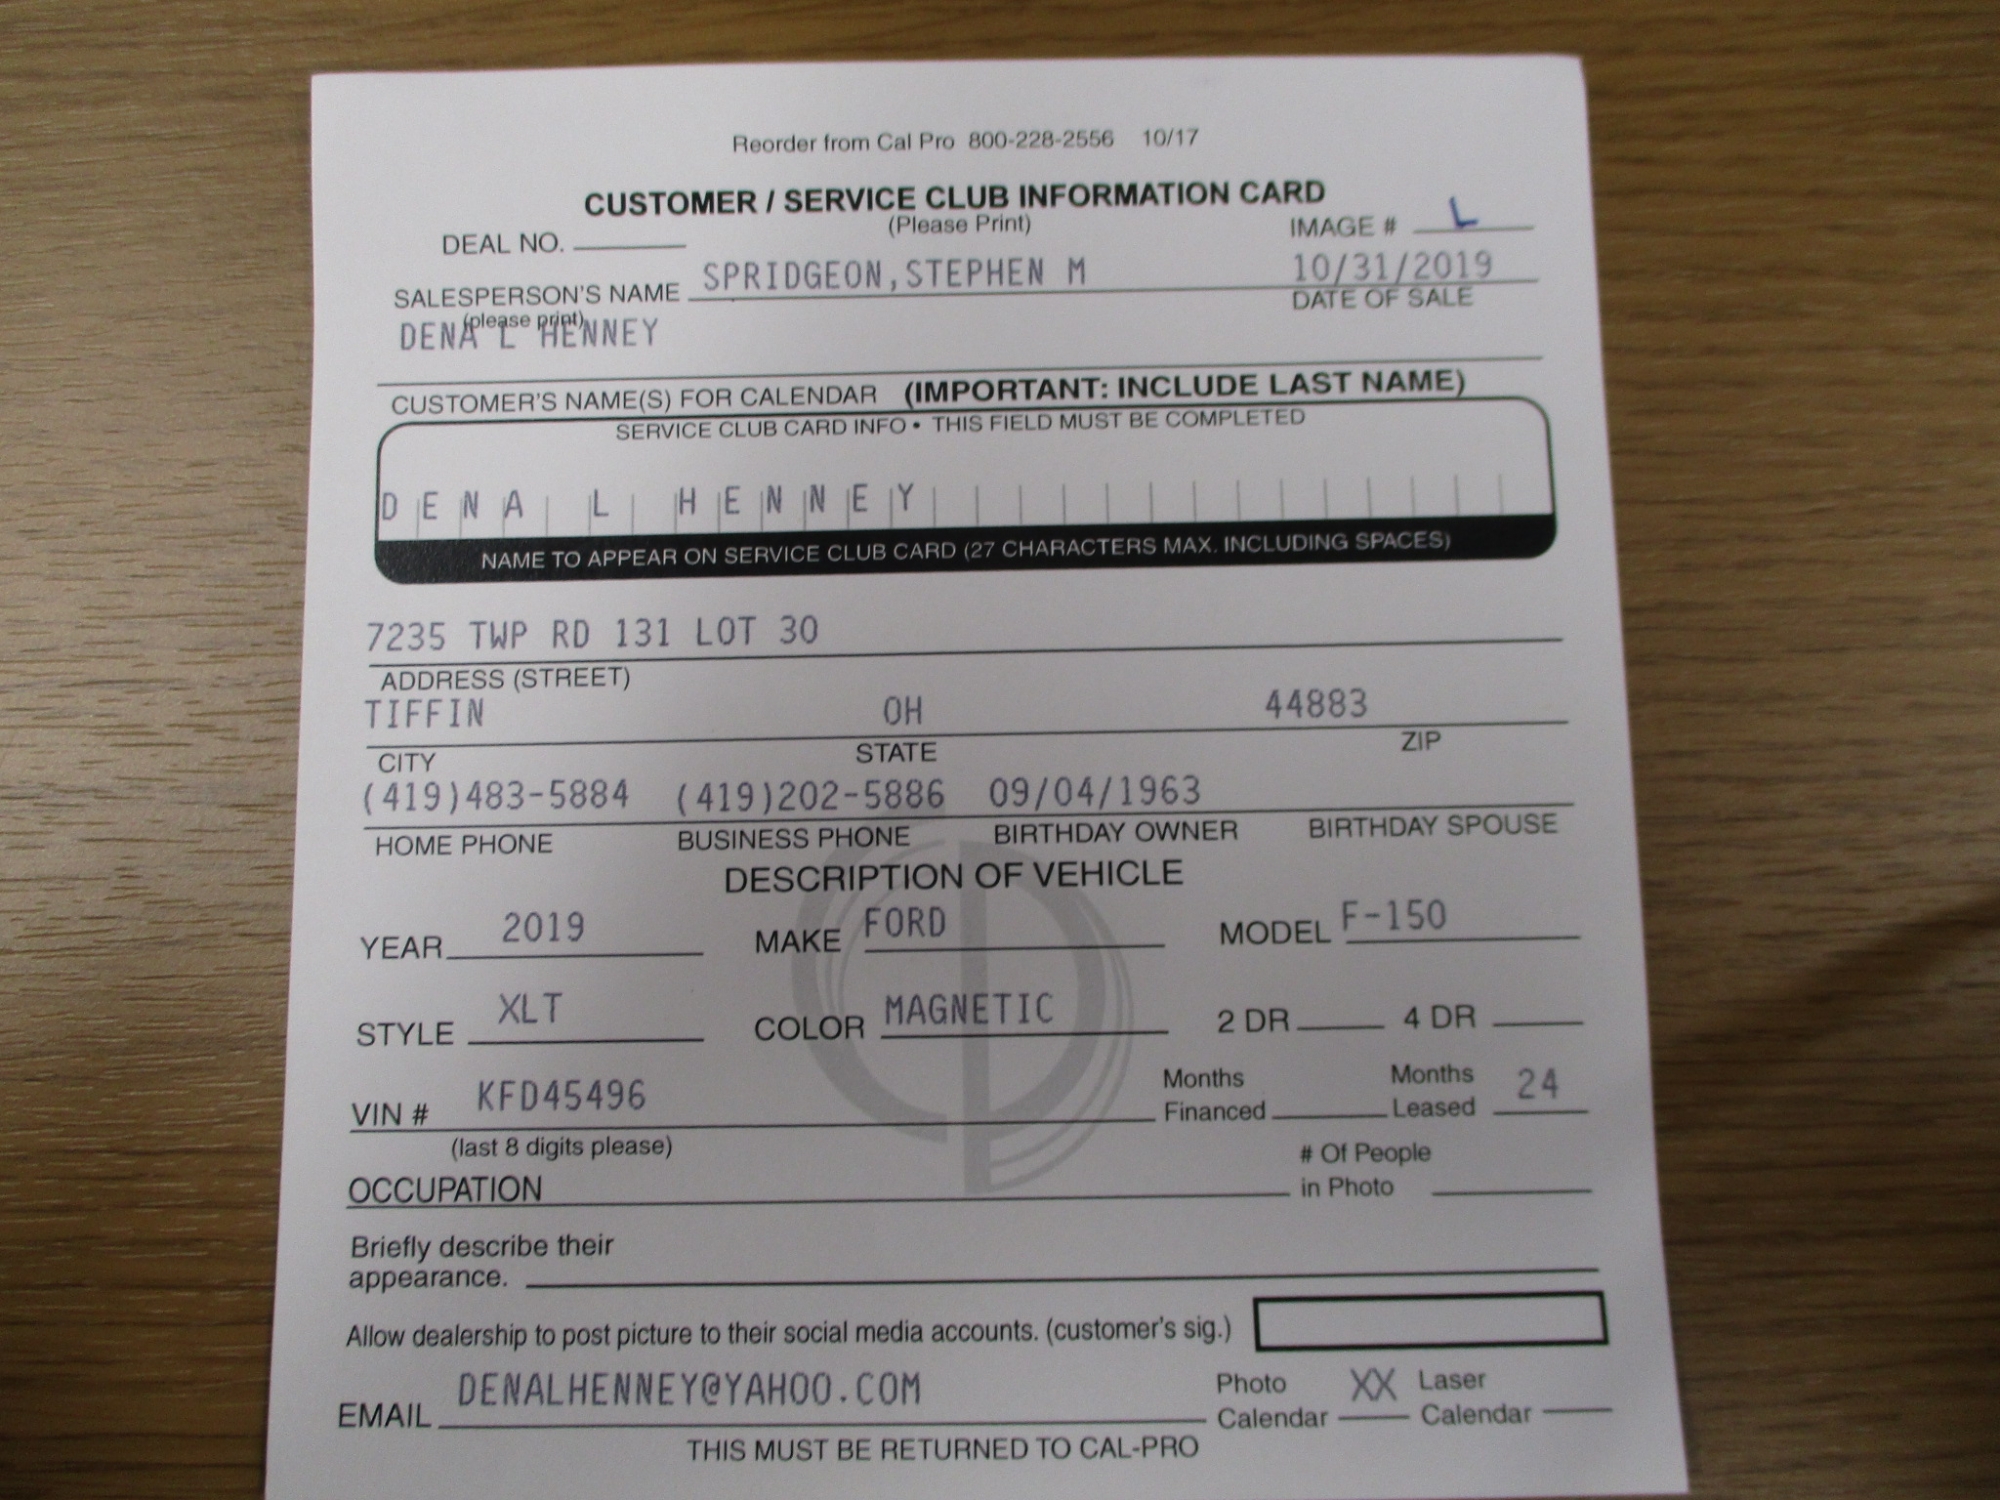 Reorder from Cal Pro 800-228-2556 10/17
CUSTOMER / SERVICE CLUB INFORMATION CARD
(Please Print)
DEAL NO.
IMAGE # L
SALESPERSON'S NAME SPRIDGEON,STEPHEN M 10/31/2019
(please print) DATE OF SALE
DENA L HENNEY
CUSTOMER'S NAME(S) FOR CALENDAR (IMPORTANT: INCLUDE LAST NAME)
SERVICE CLUB CARD INFO • THIS FIELD MUST BE COMPLETED
DENA L HENNEY
NAME TO APPEAR ON SERVICE CLUB CARD (27 CHARACTERS MAX. INCLUDING SPACES)
7235 TWP RD 131 LOT 30
ADDRESS (STREET)
TIFFIN OH 44883
CITY STATE ZIP
(419)483-5884 (419)202-5886 09/04/1963
HOME PHONE BUSINESS PHONE BIRTHDAY OWNER BIRTHDAY SPOUSE
DESCRIPTION OF VEHICLE
YEAR 2019 MAKE FORD MODEL F-150
STYLE XLT COLOR MAGNETIC 2 DR 4 DR
VIN # KFD45496 Months Financed Months Leased 24
(last 8 digits please)
OCCUPATION # Of People in Photo
Briefly describe their
appearance.
Allow dealership to post picture to their social media accounts. (customer's sig.)
EMAIL DENALHENNEY@YAHOO.COM Photo Calendar XX Laser Calendar
THIS MUST BE RETURNED TO CAL-PRO